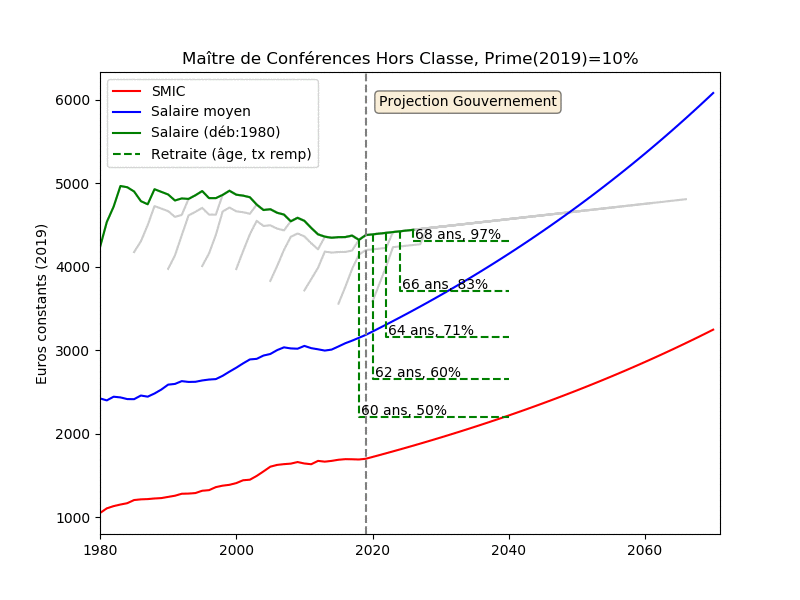 Maître de Conférences Hors Classe, Prime(2019)=10%
SMIC
Salaire moyen
Salaire (déb:1980)
Retraite (âge, tx remp)
Projection Gouvernement
Euros constants (2019)
6000
5000
4000
3000
2000
1000
68 ans, 97%
66 ans, 83%
64 ans, 71%
62 ans, 60%
60 ans, 50%
1980
2000
2020
2040
2060